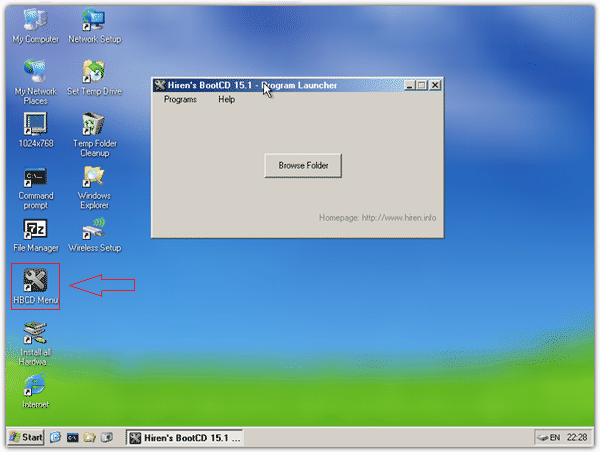 My Computer
Network Setup
My Network
Places
Set Temp Drive
1024x768
Temp Folder
Cleanup
Command
prompt
Windows
Explorer
File Manager
Wireless Setup
HBCD Menu
Install all
Hardwa...
Internet
Hiren's BootCD 15.1 - Program Launcher
Programs Help
Browse Folder
Homepage: http://www.hiren.info
Start
Hiren's BootCD 15.1 ...
EN 22:28